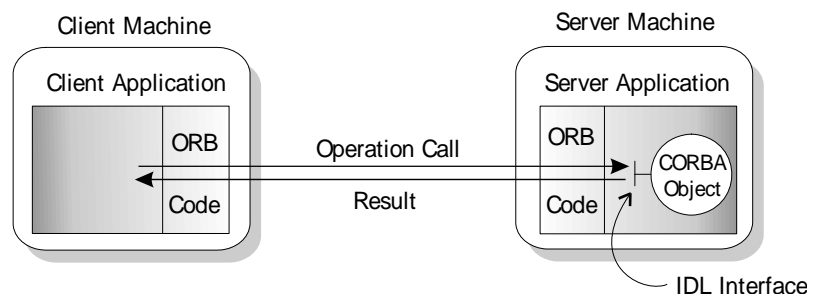 Client Machine
Server Machine
Client Application
Server Application
ORB
Code
Operation Call
Result
ORB
Code
CORBA
Object
IDL Interface